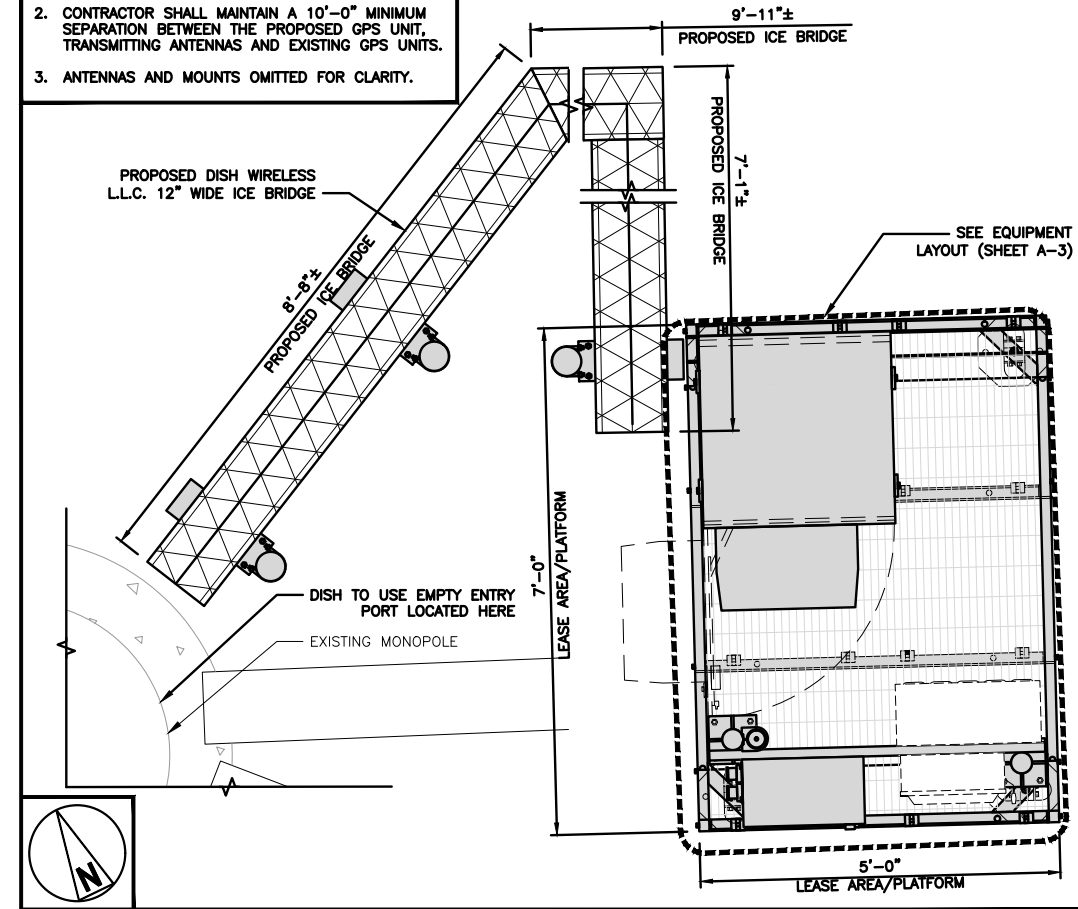 2. CONTRACTOR SHALL MAINTAIN A 10'-0" MINIMUM
SEPARATION BETWEEN THE PROPOSED GPS UNIT,
TRANSMITTING ANTENNAS AND EXISTING GPS UNITS.
3. ANTENNAS AND MOUNTS OMITTED FOR CLARITY.
9'-11"±
PROPOSED ICE BRIDGE
7'-1"±
PROPOSED ICE BRIDGE
PROPOSED DISH WIRELESS
L.L.C. 12" WIDE ICE BRIDGE
8'-8"±
PROPOSED ICE BRIDGE
SEE EQUIPMENT
LAYOUT (SHEET A-3)
7'-0"
LEASE AREA/PLATFORM
DISH TO USE EMPTY ENTRY
PORT LOCATED HERE
EXISTING MONOPOLE
5'-0"
LEASE AREA/PLATFORM
N